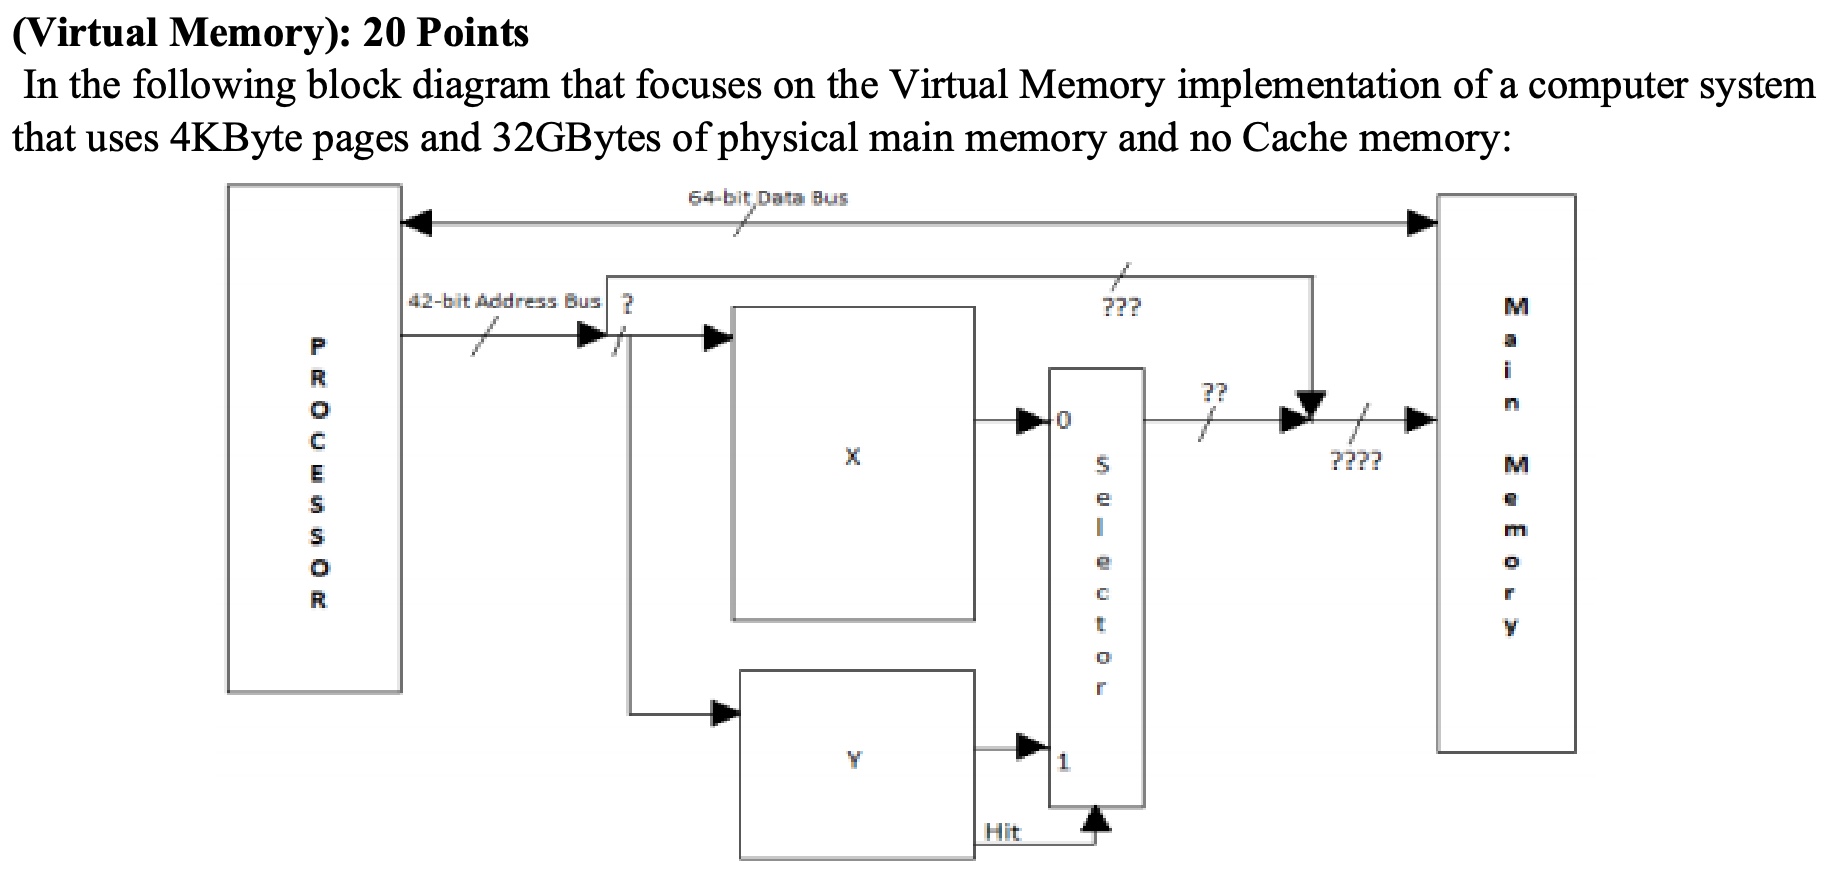 (Virtual Memory): 20 Points
In the following block diagram that focuses on the Virtual Memory implementation of a computer system
that uses 4KByte pages and 32GBytes of physical main memory and no Cache memory:
64-bit Data Bus
42-bit Address Bus
?
???
PROCESSOR
X
0
Selector
1
??
????
Main Memory
Y
Hit